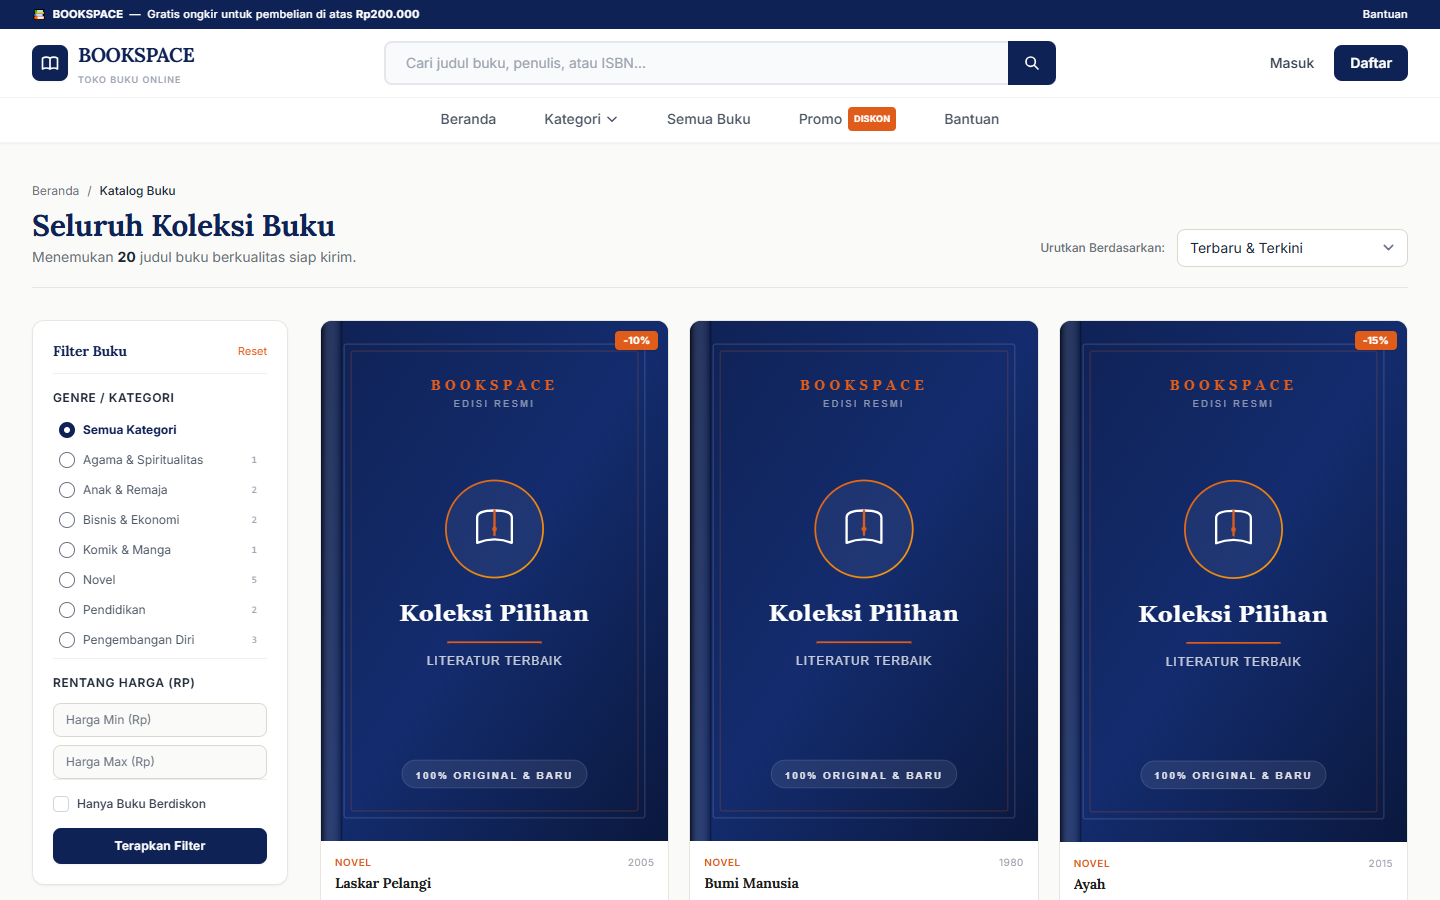 BOOKSPACE — Gratis ongkir untuk pembelian di atas Rp200.000
Bantuan
BOOKSPACE
TOKO BUKU ONLINE
Cari judul buku, penulis, atau ISBN...
Masuk
Daftar
Beranda
Kategori
Semua Buku
Promo DISKON
Bantuan
Beranda / Katalog Buku
Seluruh Koleksi Buku
Menemukan 20 judul buku berkualitas siap kirim.
Urutkan Berdasarkan:
Terbaru & Terkini
Filter Buku
Reset
GENRE / KATEGORI
Semua Kategori
Agama & Spiritualitas 1
Anak & Remaja 2
Bisnis & Ekonomi 2
Komik & Manga 1
Novel 5
Pendidikan 2
Pengembangan Diri 3
RENTANG HARGA (RP)
Harga Min (Rp)
Harga Max (Rp)
Hanya Buku Berdiskon
Terapkan Filter
-10%
BOOKSPACE
EDISI RESMI
Koleksi Pilihan
LITERATUR TERBAIK
100% ORIGINAL & BARU
NOVEL 2005
Laskar Pelangi
BOOKSPACE
EDISI RESMI
Koleksi Pilihan
LITERATUR TERBAIK
100% ORIGINAL & BARU
NOVEL 1980
Bumi Manusia
-15%
BOOKSPACE
EDISI RESMI
Koleksi Pilihan
LITERATUR TERBAIK
100% ORIGINAL & BARU
NOVEL 2015
Ayah